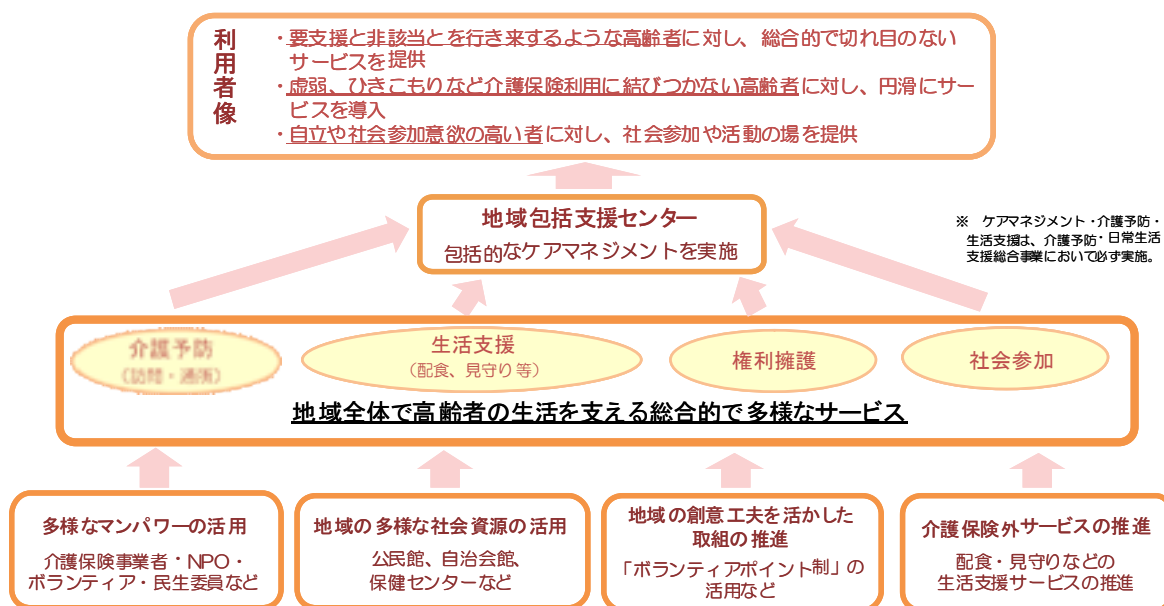 利用者像
・要支援と非該当とを行き来するような高齢者に対し、総合的で切れ目のない
サービスを提供
・虚弱、ひきこもりなど介護保険利用に結びつかない高齢者に対し、円滑にサー
ビスを導入
・自立や社会参加意欲の高い者に対し、社会参加や活動の場を提供
地域包括支援センター
包括的なケアマネジメントを実施
※ ケアマネジメント・介護予防・
生活支援は、介護予防・日常生活
支援総合事業において必ず実施。
介護予防
（訪問・通所）
生活支援
（配食、見守り等）
権利擁護
社会参加
地域全体で高齢者の生活を支える総合的で多様なサービス
多様なマンパワーの活用
介護保険事業者・NPO・
ボランティア・民生委員など
地域の多様な社会資源の活用
公民館、自治会館、
保健センターなど
地域の創意工夫を活かした
取組の推進
「ボランティアポイント制」の
活用など
介護保険外サービスの推進
配食・見守りなどの
生活支援サービスの推進